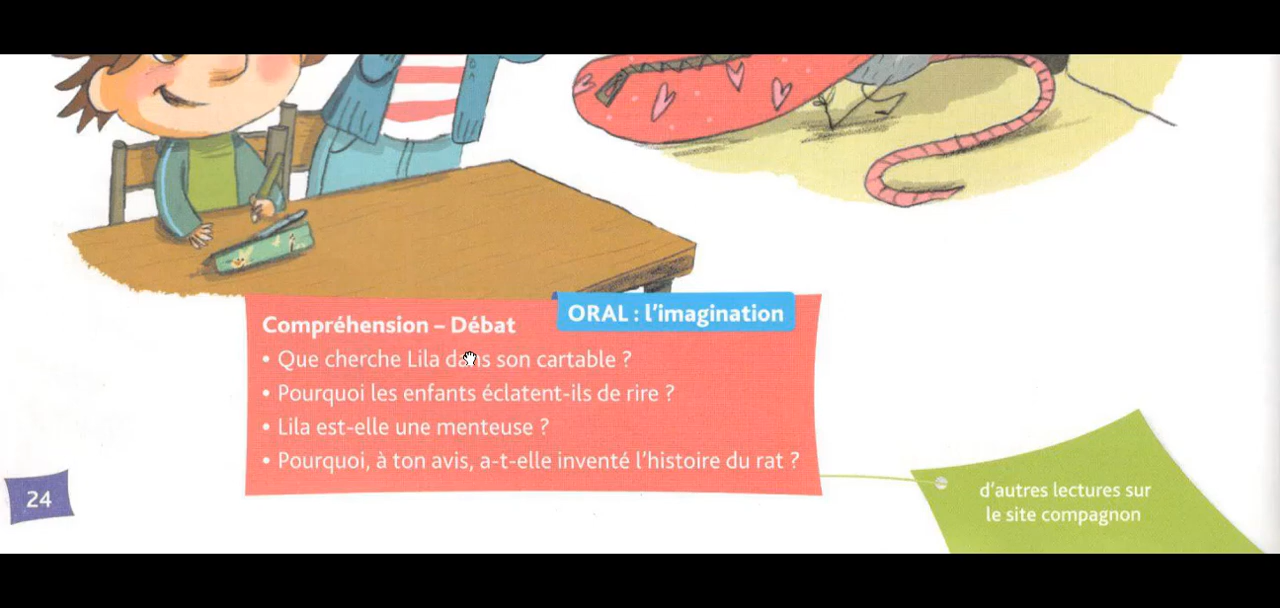 ORAL : l'imagination
Compréhension – Débat
• Que cherche Lila dans son cartable ?
• Pourquoi les enfants éclatent-ils de rire ?
• Lila est-elle une menteuse ?
• Pourquoi, à ton avis, a-t-elle inventé l'histoire du rat ?
24
d'autres lectures sur
le site compagnon